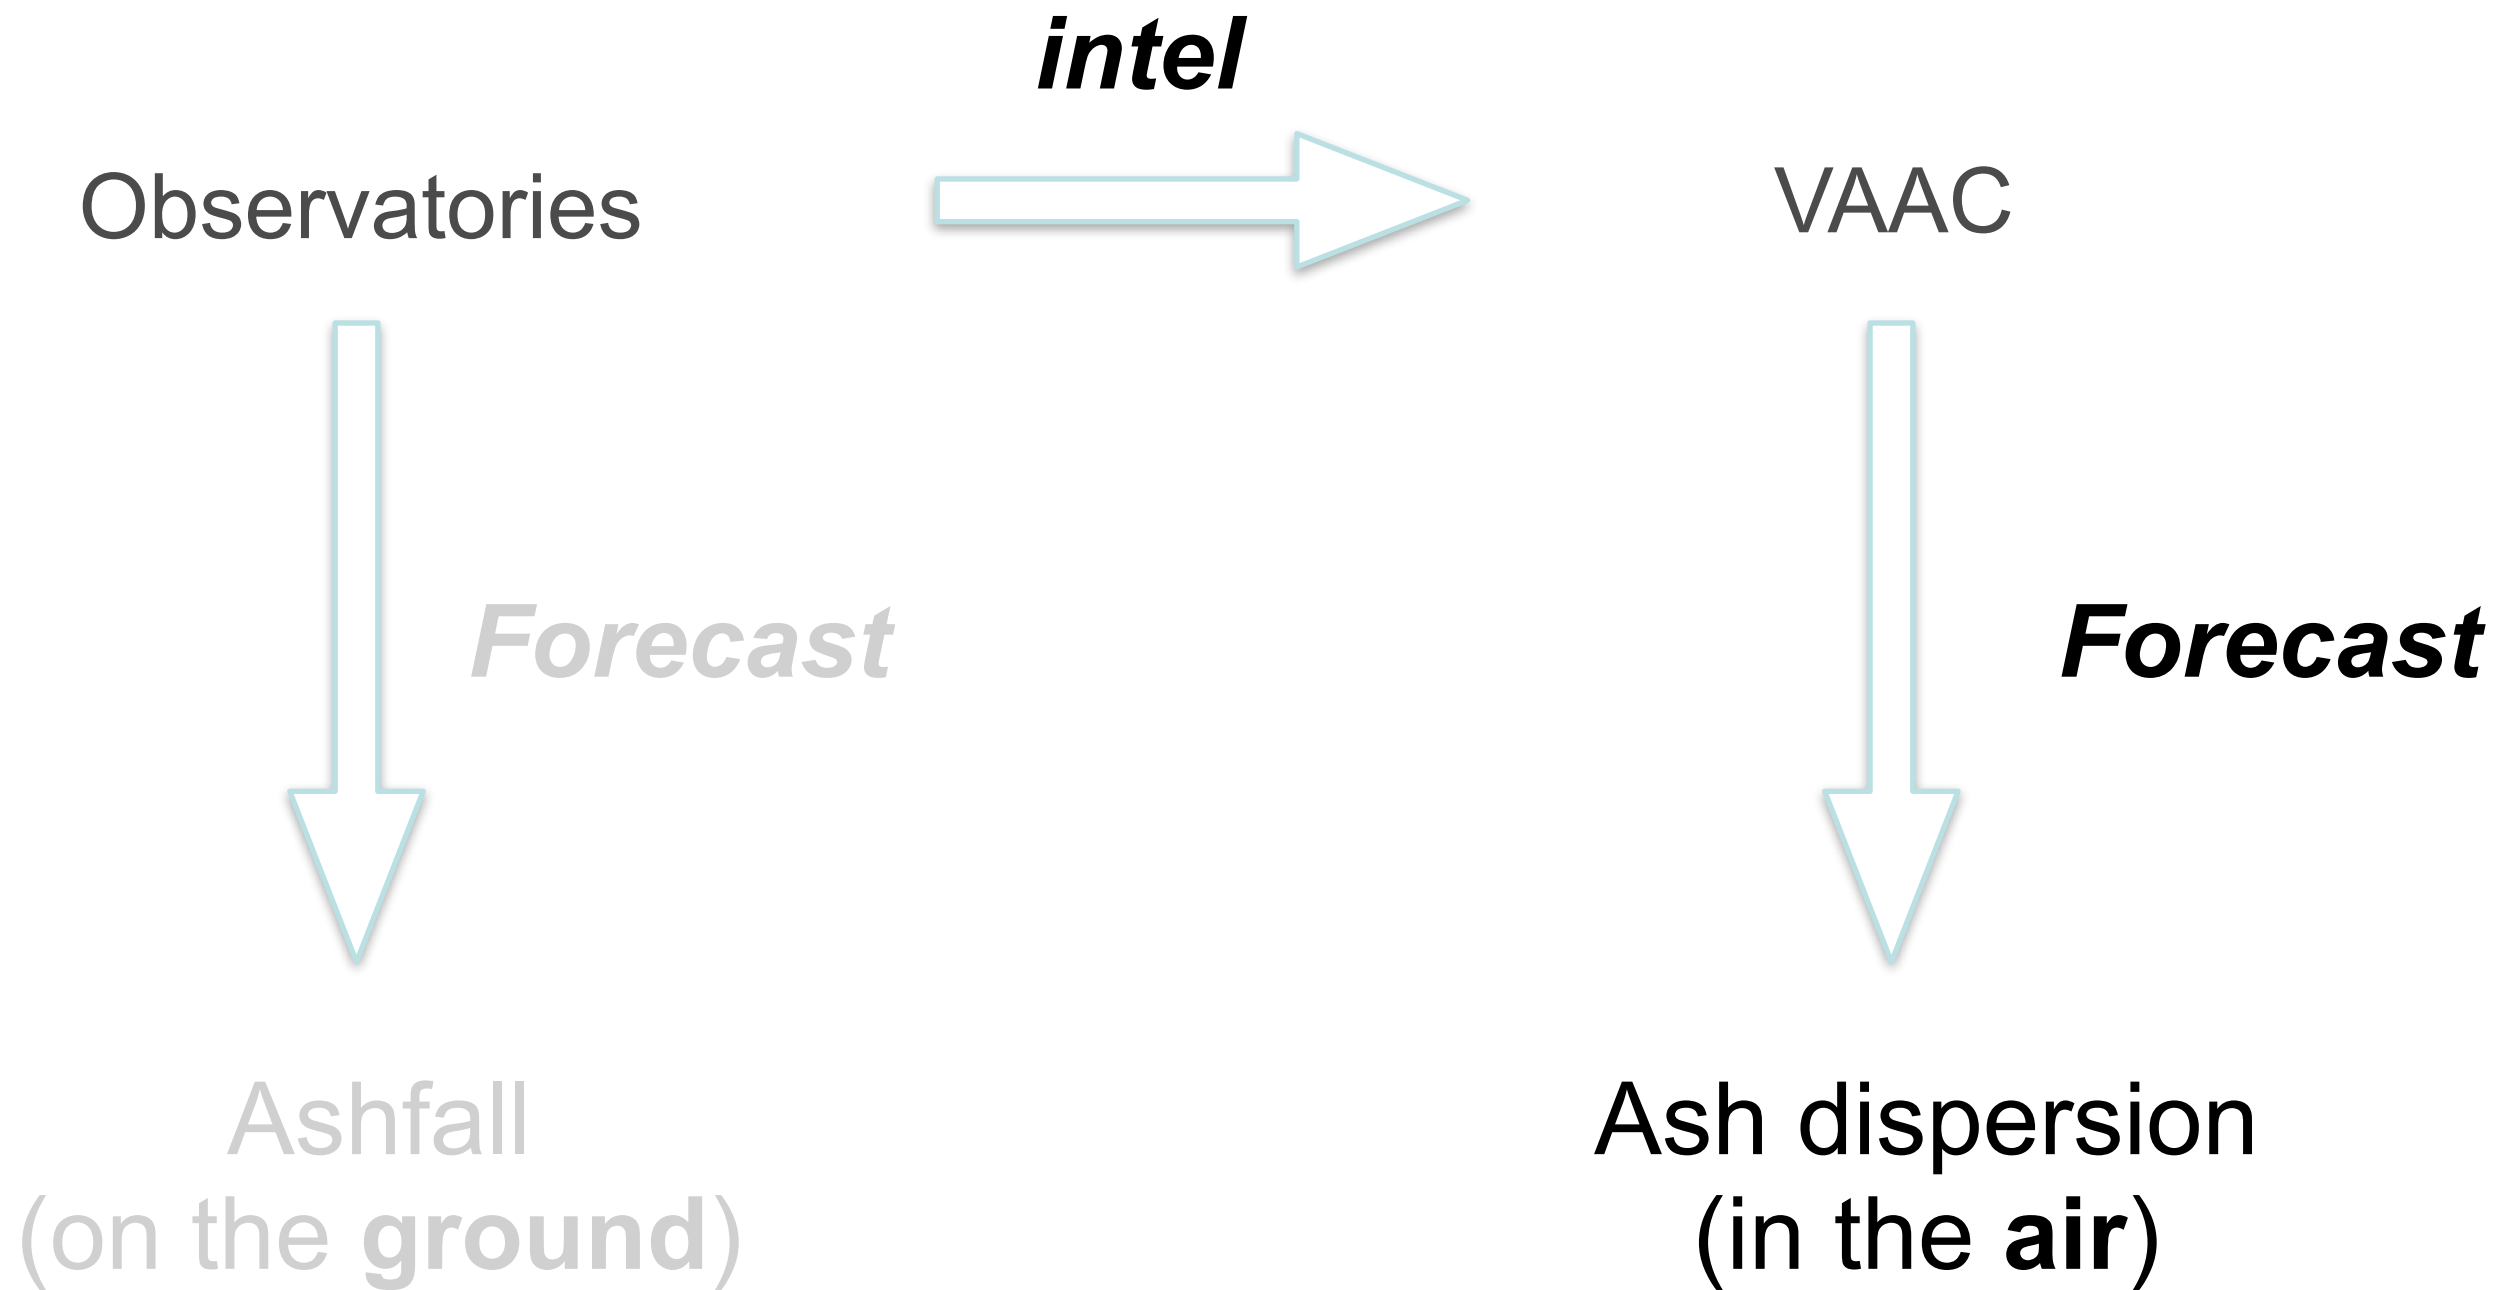 intel
Observatories
VAAC
Forecast
Forecast
Ashfall
(on the ground)
Ash dispersion
(in the air)